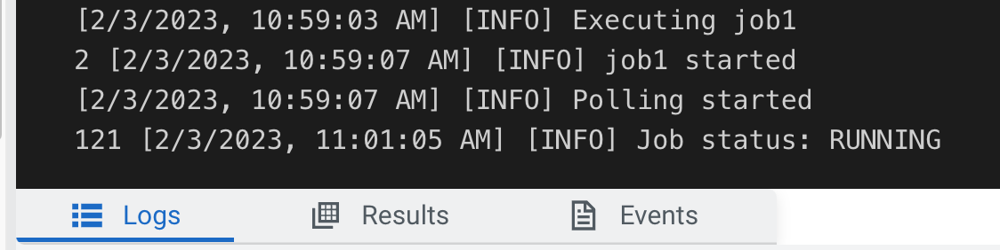 [2/3/2023, 10:59:03 AM] [INFO] Executing job1
2 [2/3/2023, 10:59:07 AM] [INFO] job1 started
[2/3/2023, 10:59:07 AM] [INFO] Polling started
121 [2/3/2023, 11:01:05 AM] [INFO] Job status: RUNNING
Logs Results Events